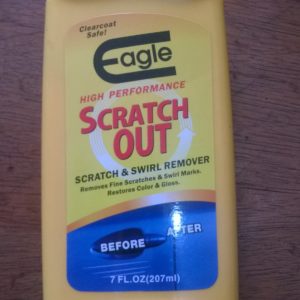 Clearcoat
Safe!
Eagle
HIGH PERFORMANCE
SCRATCH
OUT
SCRATCH & SWIRL REMOVER
Removes Fine Scratches & Swirl Marks.
Restores Color & Gloss.
BEFORE AFTER
7 FL.OZ(207ml)